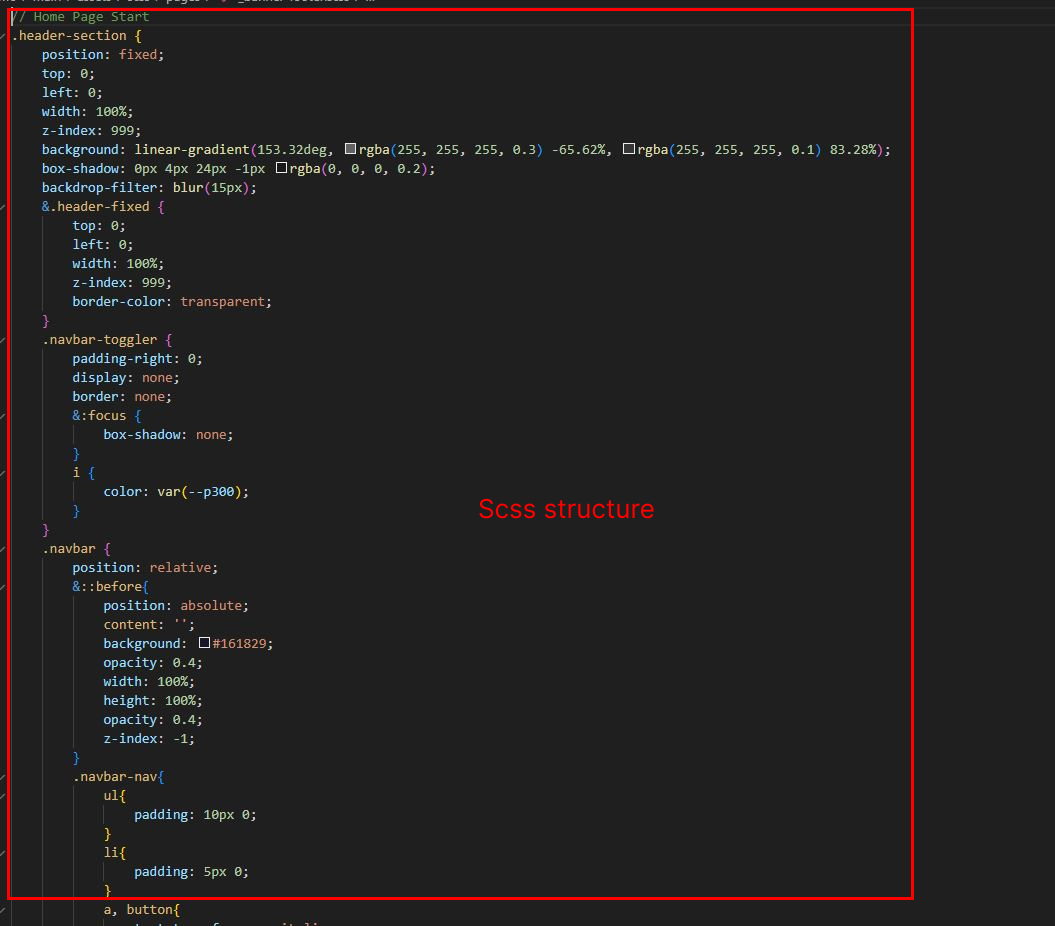 // Home Page Start
.header-section {
    position: fixed;
    top: 0;
    left: 0;
    width: 100%;
    z-index: 999;
    background: linear-gradient(153.32deg, rgba(255, 255, 255, 0.3) -65.62%, rgba(255, 255, 255, 0.1) 83.28%);
    box-shadow: 0px 4px 24px -1px rgba(0, 0, 0, 0.2);
    backdrop-filter: blur(15px);
    &.header-fixed {
        top: 0;
        left: 0;
        width: 100%;
        z-index: 999;
        border-color: transparent;
    }
    .navbar-toggler {
        padding-right: 0;
        display: none;
        border: none;
        &:focus {
            box-shadow: none;
        }
        i {
            color: var(--p300);
        }
    }
Scss structure
    .navbar {
        position: relative;
        &::before{
            position: absolute;
            content: '';
            background: #161829;
            opacity: 0.4;
            width: 100%;
            height: 100%;
            opacity: 0.4;
            z-index: -1;
        }
        .navbar-nav{
            ul{
                padding: 10px 0;
            }
            li{
                padding: 5px 0;
            }
            a, button{